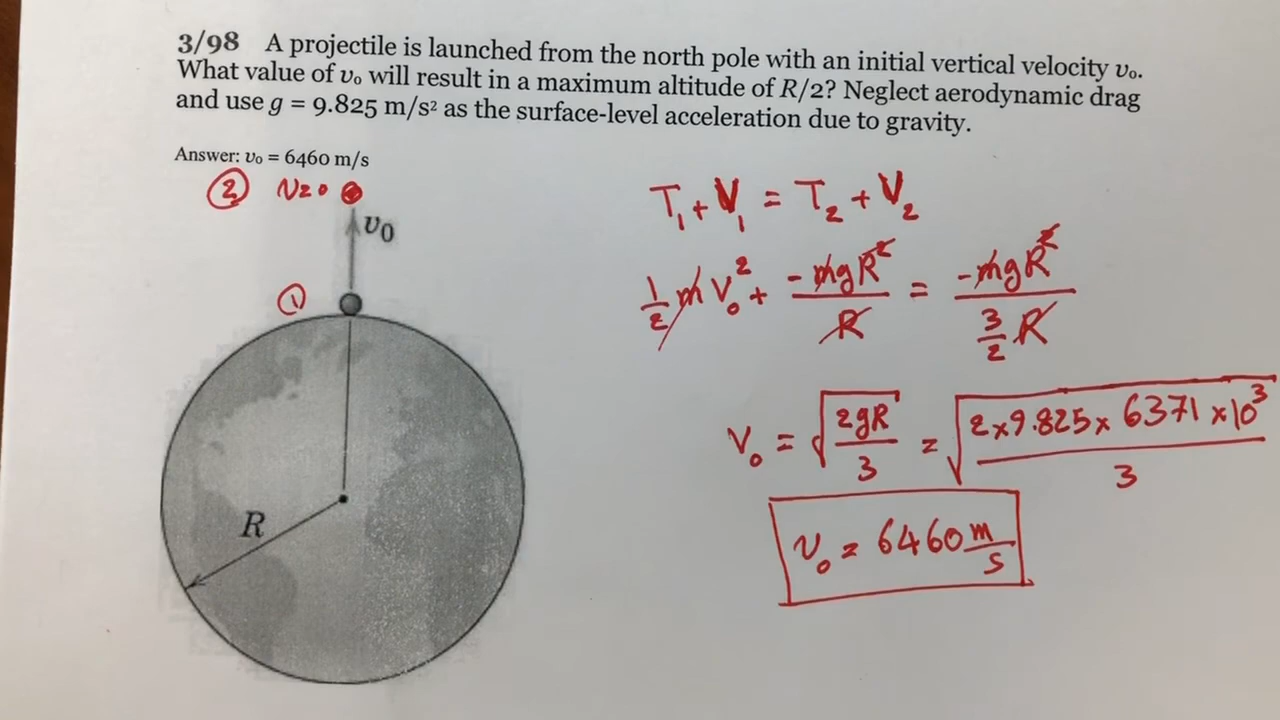 3/98 A projectile is launched from the north pole with an initial vertical velocity v₀.
What value of v₀ will result in a maximum altitude of R/2? Neglect aerodynamic drag
and use g = 9.825 m/s² as the surface-level acceleration due to gravity.
Answer: v₀ = 6460 m/s
② V=0
v₀
①
R
T₁ + V₁ = T₂ + V₂
1/2 m V₀² + -mgR²/R = -mgR²/(3/2 R)
V₀ = √(2gR/3) = √(2×9.825×6371×10³/3)
v₀ = 6460 m/s